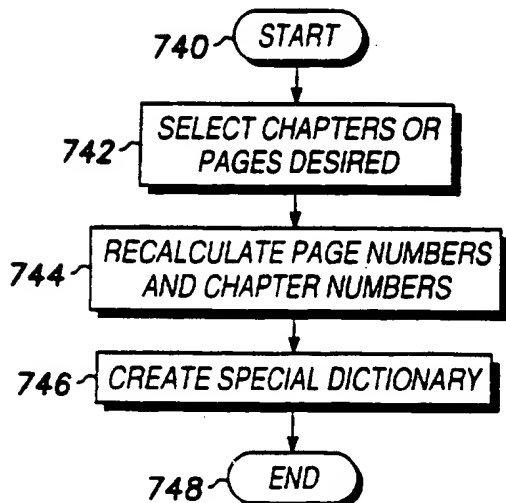 740 START
742 SELECT CHAPTERS OR
PAGES DESIRED
744 RECALCULATE PAGE NUMBERS
AND CHAPTER NUMBERS
746 CREATE SPECIAL DICTIONARY
748 END